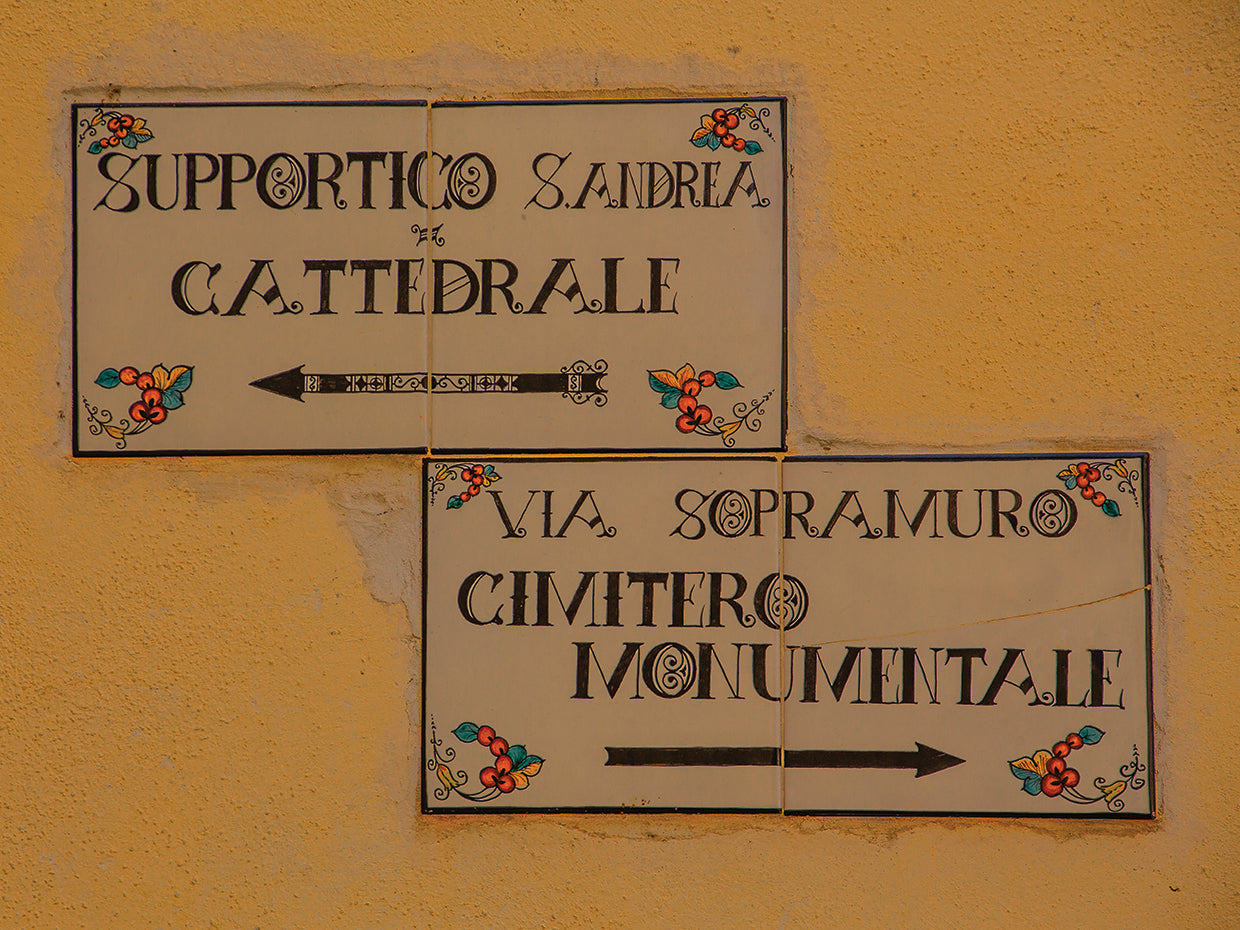 SUPPORTICO S.ANDREA
CATTEDRALE
VIA SOPRAMURO
CIMITERO
MONUMENTALE